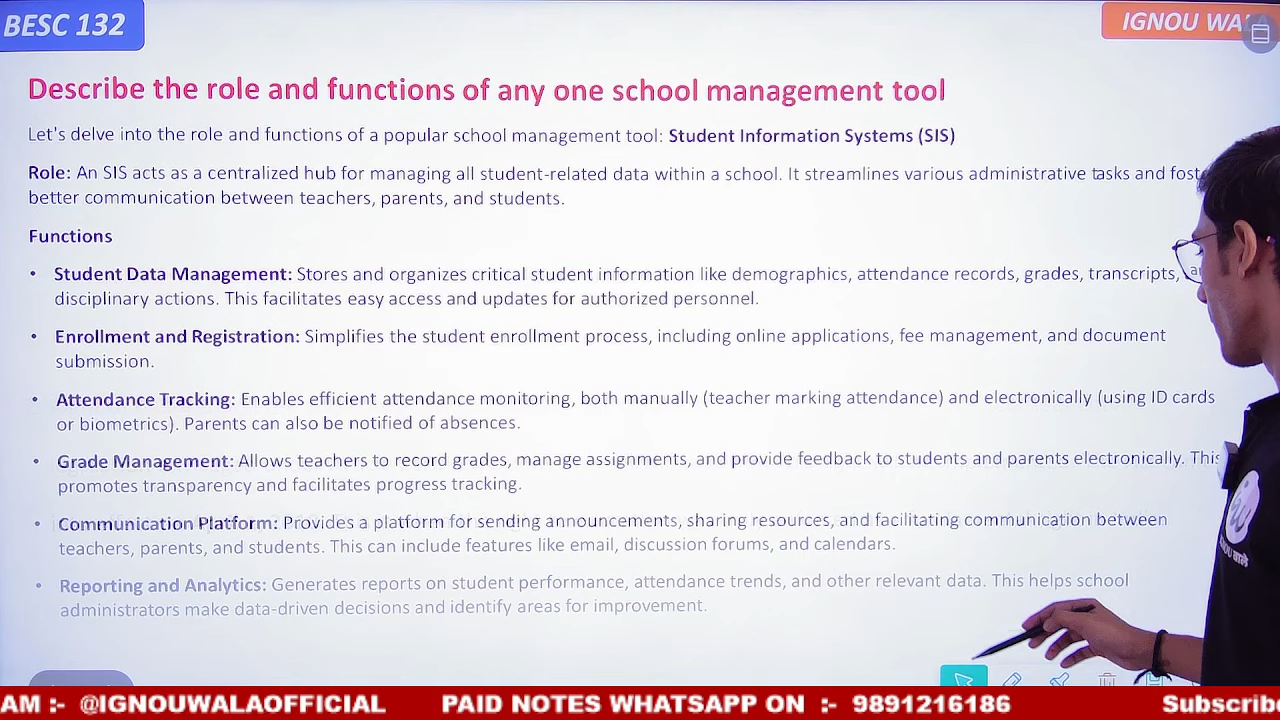 BESC 132
IGNOU WAL
Describe the role and functions of any one school management tool
Let's delve into the role and functions of a popular school management tool: Student Information Systems (SIS)
Role: An SIS acts as a centralized hub for managing all student-related data within a school. It streamlines various administrative tasks and fost
better communication between teachers, parents, and students.
Functions
• Student Data Management: Stores and organizes critical student information like demographics, attendance records, grades, transcripts,
disciplinary actions. This facilitates easy access and updates for authorized personnel.
• Enrollment and Registration: Simplifies the student enrollment process, including online applications, fee management, and document
submission.
• Attendance Tracking: Enables efficient attendance monitoring, both manually (teacher marking attendance) and electronically (using ID cards
or biometrics). Parents can also be notified of absences.
• Grade Management: Allows teachers to record grades, manage assignments, and provide feedback to students and parents electronically. This
promotes transparency and facilitates progress tracking.
• Communication Platform: Provides a platform for sending announcements, sharing resources, and facilitating communication between
teachers, parents, and students. This can include features like email, discussion forums, and calendars.
• Reporting and Analytics: Generates reports on student performance, attendance trends, and other relevant data. This helps school
administrators make data-driven decisions and identify areas for improvement.
IGNOU वाले
AM :- @IGNOUWALAOFFICIAL PAID NOTES WHATSAPP ON :- 9891216186 Subscribe